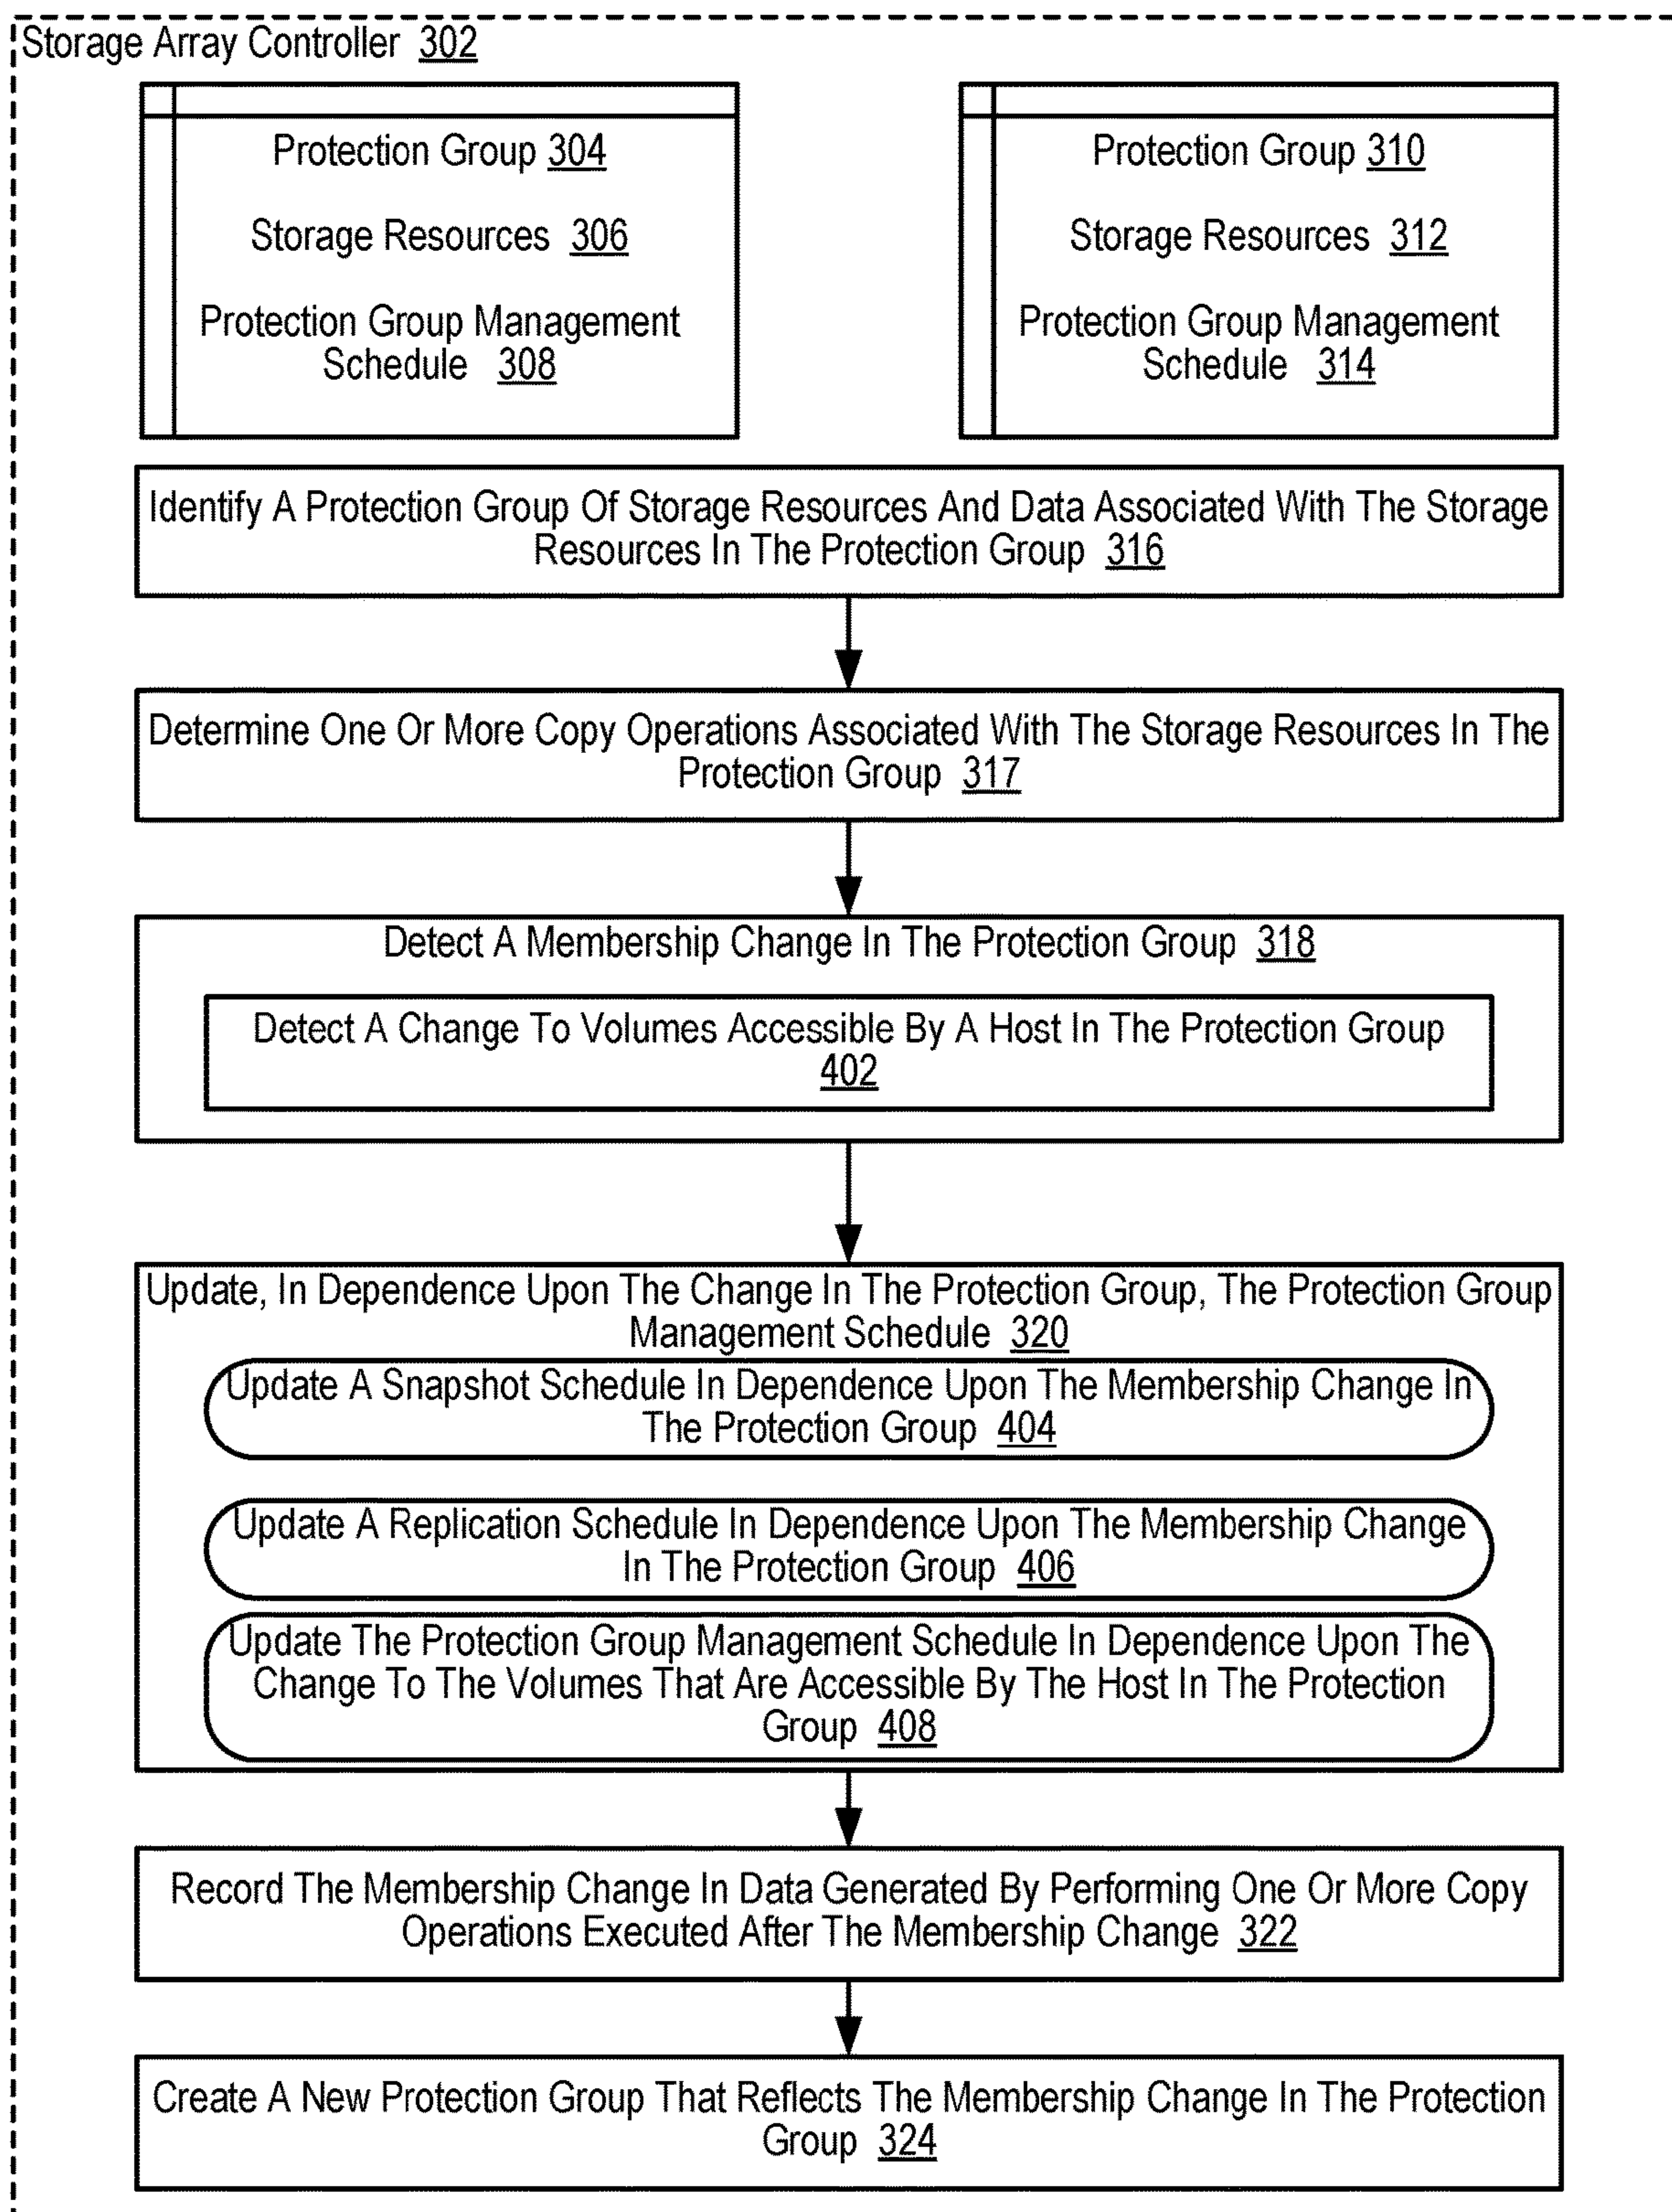 Storage Array Controller 302
Protection Group 304
Storage Resources 306
Protection Group Management
Schedule 308
Protection Group 310
Storage Resources 312
Protection Group Management
Schedule 314
Identify A Protection Group Of Storage Resources And Data Associated With The Storage
Resources In The Protection Group 316
Determine One Or More Copy Operations Associated With The Storage Resources In The
Protection Group 317
Detect A Membership Change In The Protection Group 318
Detect A Change To Volumes Accessible By A Host In The Protection Group
402
Update, In Dependence Upon The Change In The Protection Group, The Protection Group
Management Schedule 320
Update A Snapshot Schedule In Dependence Upon The Membership Change In
The Protection Group 404
Update A Replication Schedule In Dependence Upon The Membership Change
In The Protection Group 406
Update The Protection Group Management Schedule In Dependence Upon The
Change To The Volumes That Are Accessible By The Host In The Protection
Group 408
Record The Membership Change In Data Generated By Performing One Or More Copy
Operations Executed After The Membership Change 322
Create A New Protection Group That Reflects The Membership Change In The Protection
Group 324